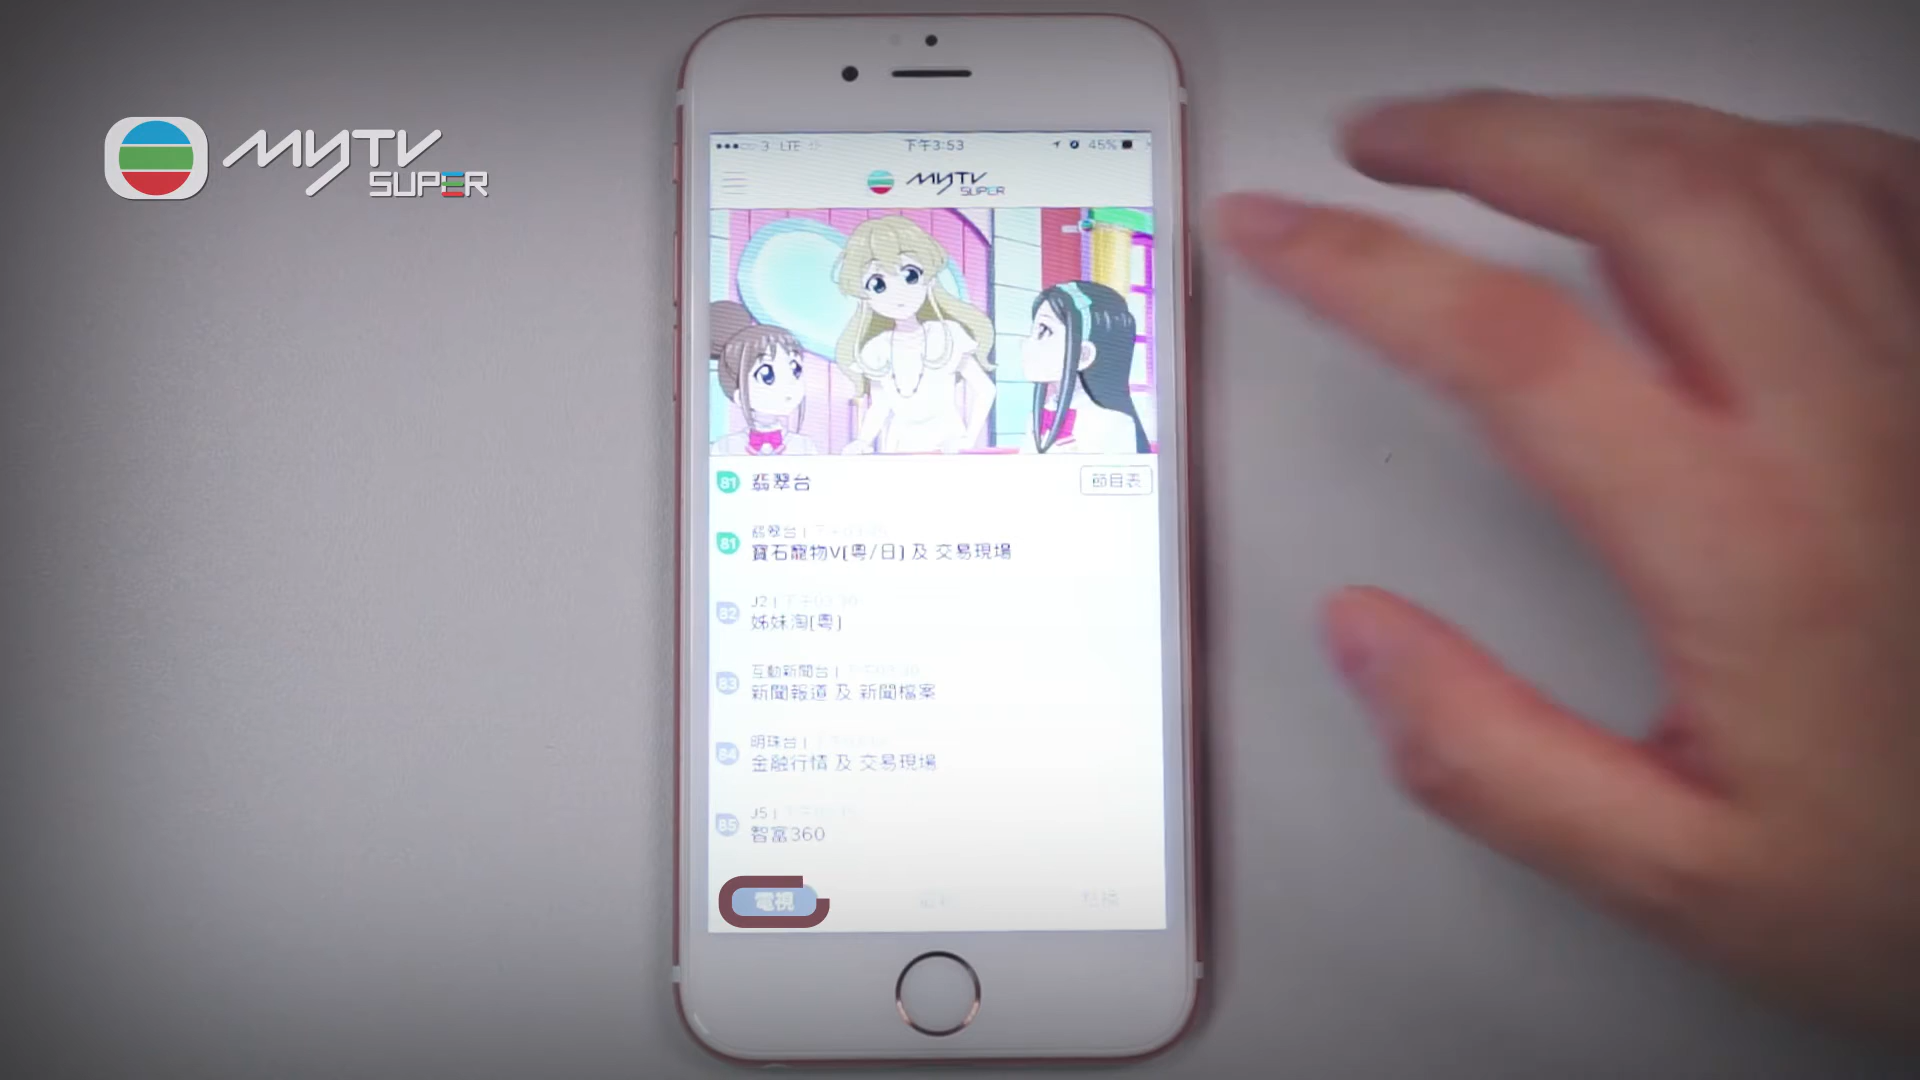 myTV
SUPER
3 LTE
下午3:53
45%
myTV
SUPER
81 翡翠台
節目表
翡翠台 |
81
寶石寵物V(粵/日) 及 交易現場
J2 |
82
姊妹淘(粵)
互動新聞台 |
83
新聞報道 及 新聞檔案
明珠台 |
84
金融行情 及 交易現場
J5 |
85
智富360
電視